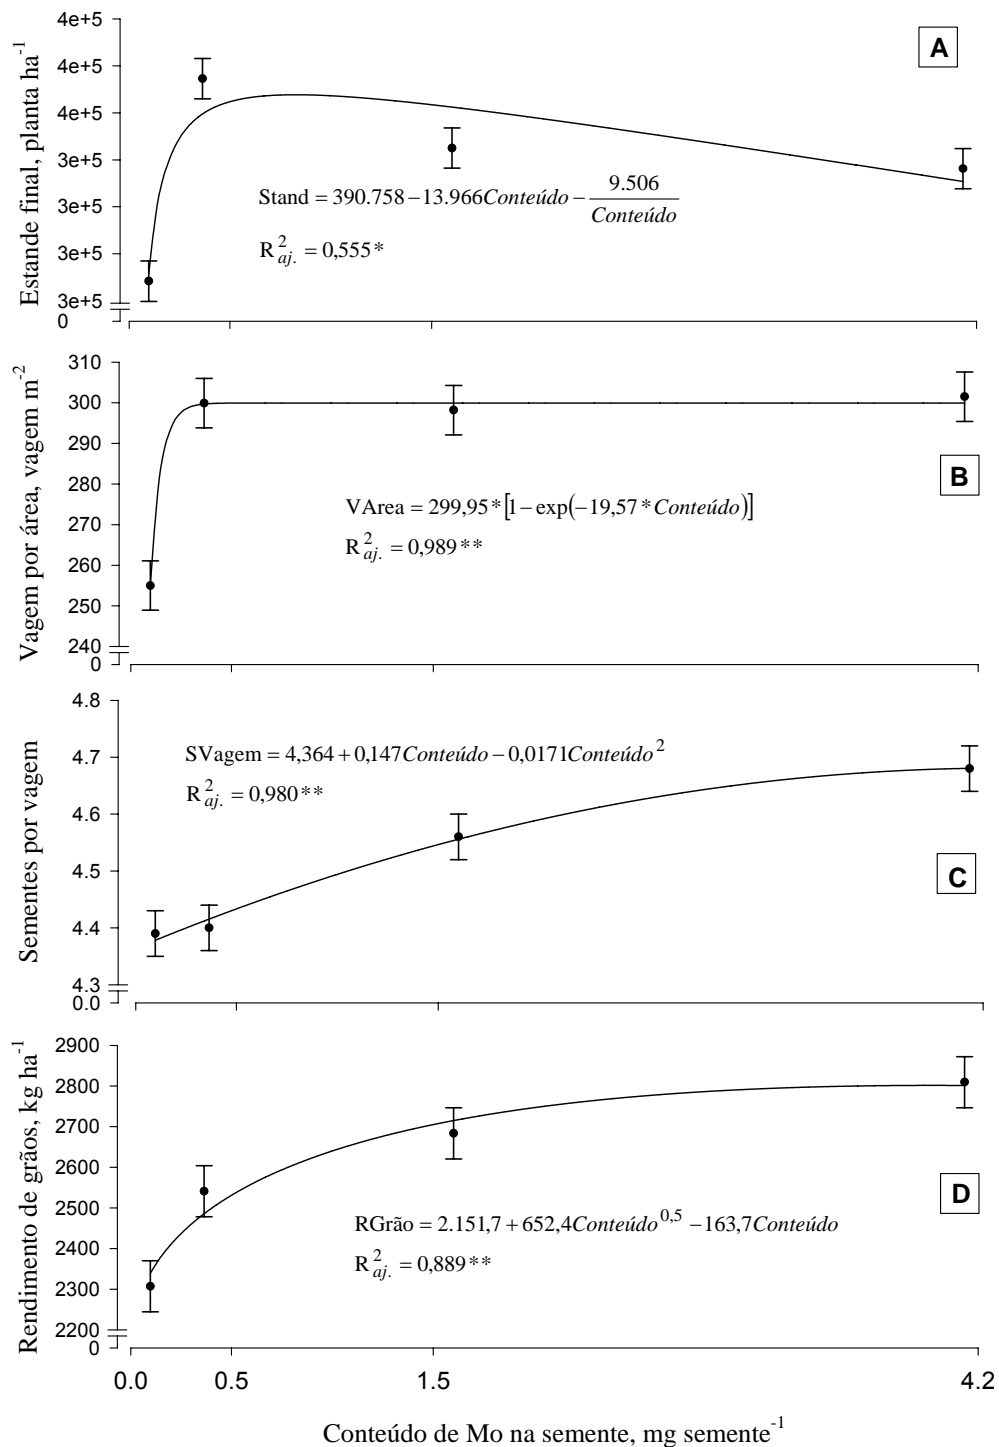 A
Estande final, planta ha-1
4e+5
4e+5
4e+5
3e+5
3e+5
3e+5
3e+5
0
Stand = 390.758 −13.966Conteúdo − 9.506/Conteúdo
R²aj. = 0,555*
B
Vagem por área, vagem m-2
310
300
290
280
270
260
250
240
0
VArea = 299,95*[1−exp(−19,57*Conteúdo)]
R²aj. = 0,989**
C
Sementes por vagem
4.8
4.7
4.6
4.5
4.4
4.3
0.0
SVagem = 4,364 + 0,147Conteúdo − 0,0171Conteúdo²
R²aj. = 0,980**
D
Rendimento de grãos, kg ha-1
2900
2800
2700
2600
2500
2400
2300
2200
0
RGrão = 2.151,7 + 652,4Conteúdo^0,5 −163,7Conteúdo
R²aj. = 0,889**
0.0 0.5 1.5 4.2
Conteúdo de Mo na semente, mg semente-1